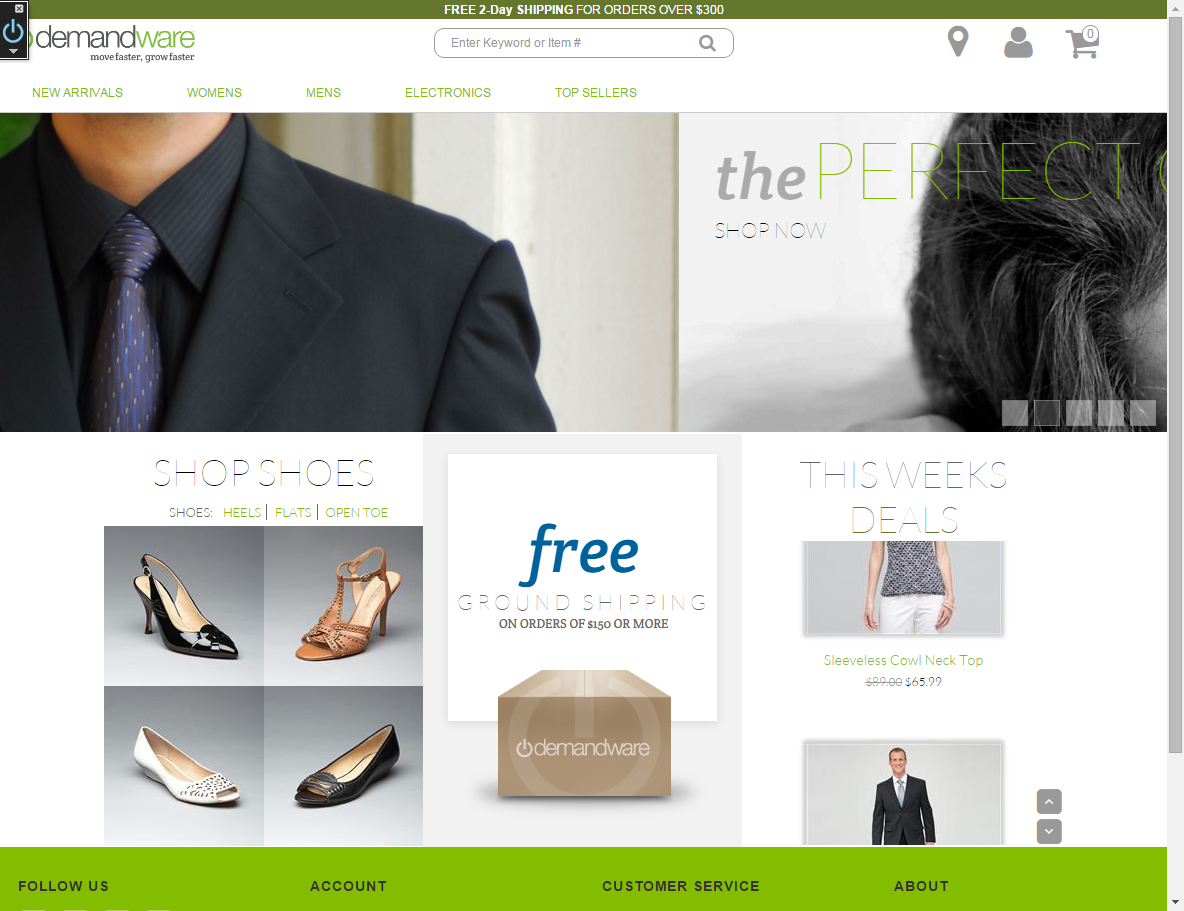 FREE 2-Day SHIPPING FOR ORDERS OVER $300
demandware
move faster, grow faster
Enter Keyword or Item #
0
NEW ARRIVALS WOMENS MENS ELECTRONICS TOP SELLERS
the PERFECT
SHOP NOW
SHOP SHOES
SHOES: HEELS | FLATS | OPEN TOE
free
GROUND SHIPPING
ON ORDERS OF $150 OR MORE
demandware
THIS WEEKS
DEALS
Sleeveless Cowl Neck Top
$89.00 $65.99
FOLLOW US ACCOUNT CUSTOMER SERVICE ABOUT